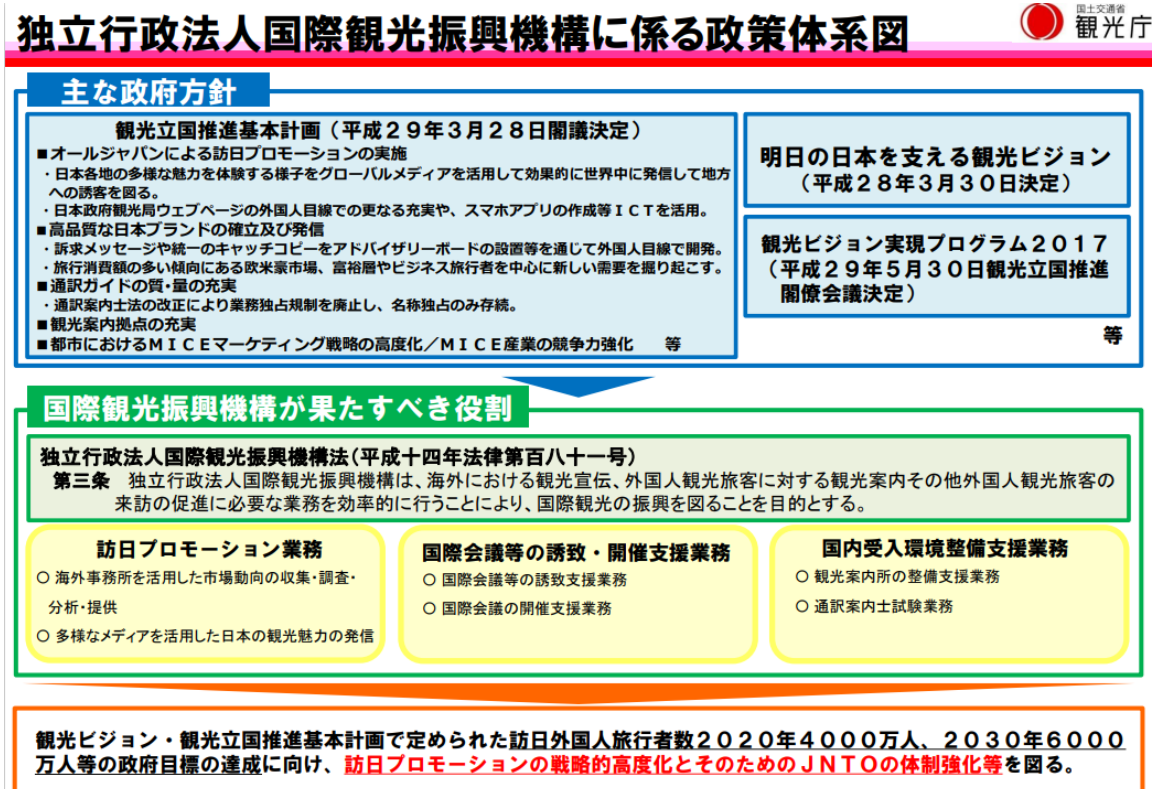 独立行政法人国際観光振興機構に係る政策体系図
国土交通省
観光庁
主な政府方針
観光立国推進基本計画（平成２９年３月２８日閣議決定）
■オールジャパンによる訪日プロモーションの実施
・日本各地の多様な魅力を体験する様子をグローバルメディアを活用して効果的に世界中に発信して地方
への誘客を図る。
・日本政府観光局ウェブページの外国人目線での更なる充実や、スマホアプリの作成等ＩＣＴを活用。
■高品質な日本ブランドの確立及び発信
・訴求メッセージや統一のキャッチコピーをアドバイザリーボードの設置等を通じて外国人目線で開発。
・旅行消費額の多い傾向にある欧米豪市場、富裕層やビジネス旅行者を中心に新しい需要を掘り起こす。
■通訳ガイドの質・量の充実
・通訳案内士法の改正により業務独占規制を廃止し、名称独占のみ存続。
■観光案内拠点の充実
■都市におけるＭＩＣＥマーケティング戦略の高度化／ＭＩＣＥ産業の競争力強化　　等
明日の日本を支える観光ビジョン
（平成２８年３月３０日決定）
観光ビジョン実現プログラム２０１７
（平成２９年５月３０日観光立国推進
閣僚会議決定）
等
国際観光振興機構が果たすべき役割
独立行政法人国際観光振興機構法（平成十四年法律第百八十一号）
第三条　独立行政法人国際観光振興機構は、海外における観光宣伝、外国人観光旅客に対する観光案内その他外国人観光旅客の
来訪の促進に必要な業務を効率的に行うことにより、国際観光の振興を図ることを目的とする。
訪日プロモーション業務
○ 海外事務所を活用した市場動向の収集・調査・
分析・提供
○ 多様なメディアを活用した日本の観光魅力の発信
国際会議等の誘致・開催支援業務
○ 国際会議等の誘致支援業務
○ 国際会議の開催支援業務
国内受入環境整備支援業務
○ 観光案内所の整備支援業務
○ 通訳案内士試験業務
観光ビジョン・観光立国推進基本計画で定められた訪日外国人旅行者数２０２０年４０００万人、２０３０年６０００
万人等の政府目標の達成に向け、訪日プロモーションの戦略的高度化とそのためのＪＮＴＯの体制強化等を図る。